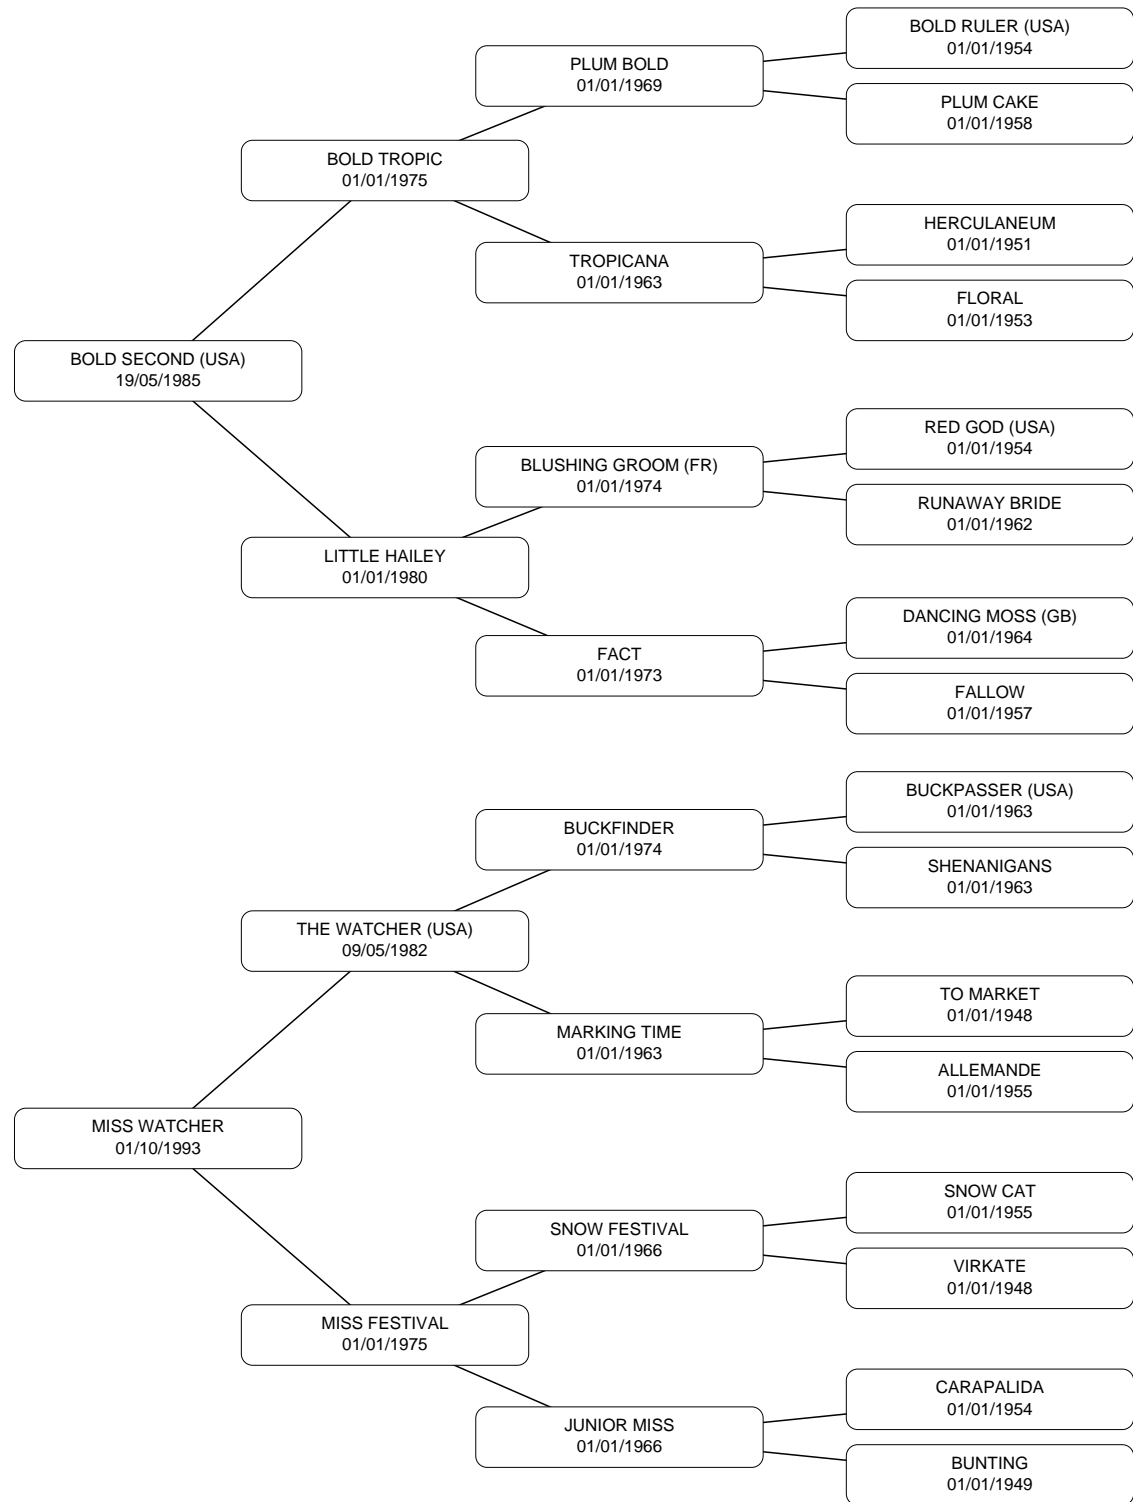 BOLD RULER (USA)
01/01/1954
PLUM BOLD
01/01/1969
PLUM CAKE
01/01/1958
BOLD TROPIC
01/01/1975
HERCULANEUM
01/01/1951
TROPICANA
01/01/1963
FLORAL
01/01/1953
BOLD SECOND (USA)
19/05/1985
RED GOD (USA)
01/01/1954
BLUSHING GROOM (FR)
01/01/1974
RUNAWAY BRIDE
01/01/1962
LITTLE HAILEY
01/01/1980
DANCING MOSS (GB)
01/01/1964
FACT
01/01/1973
FALLOW
01/01/1957
BUCKPASSER (USA)
01/01/1963
BUCKFINDER
01/01/1974
SHENANIGANS
01/01/1963
THE WATCHER (USA)
09/05/1982
TO MARKET
01/01/1948
MARKING TIME
01/01/1963
ALLEMANDE
01/01/1955
MISS WATCHER
01/10/1993
SNOW CAT
01/01/1955
SNOW FESTIVAL
01/01/1966
VIRKATE
01/01/1948
MISS FESTIVAL
01/01/1975
CARAPALIDA
01/01/1954
JUNIOR MISS
01/01/1966
BUNTING
01/01/1949